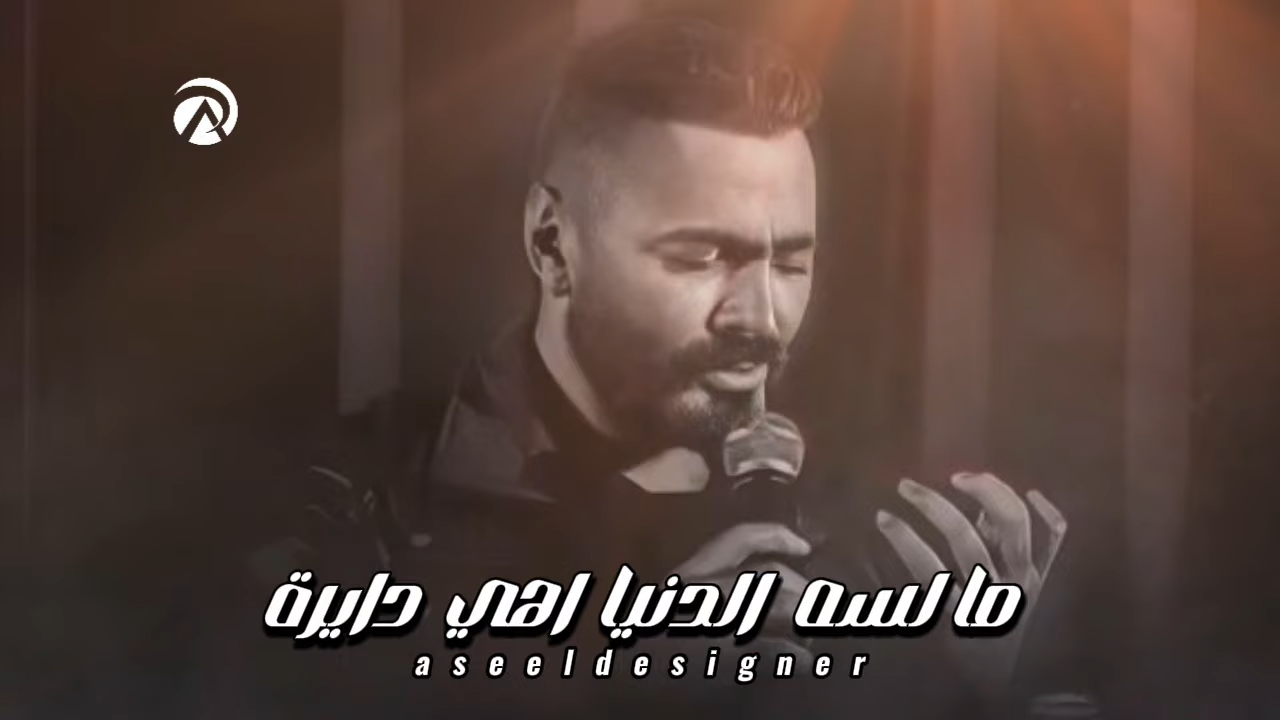 ما لسه الدنيا اهي دايرة
aseeldesigner